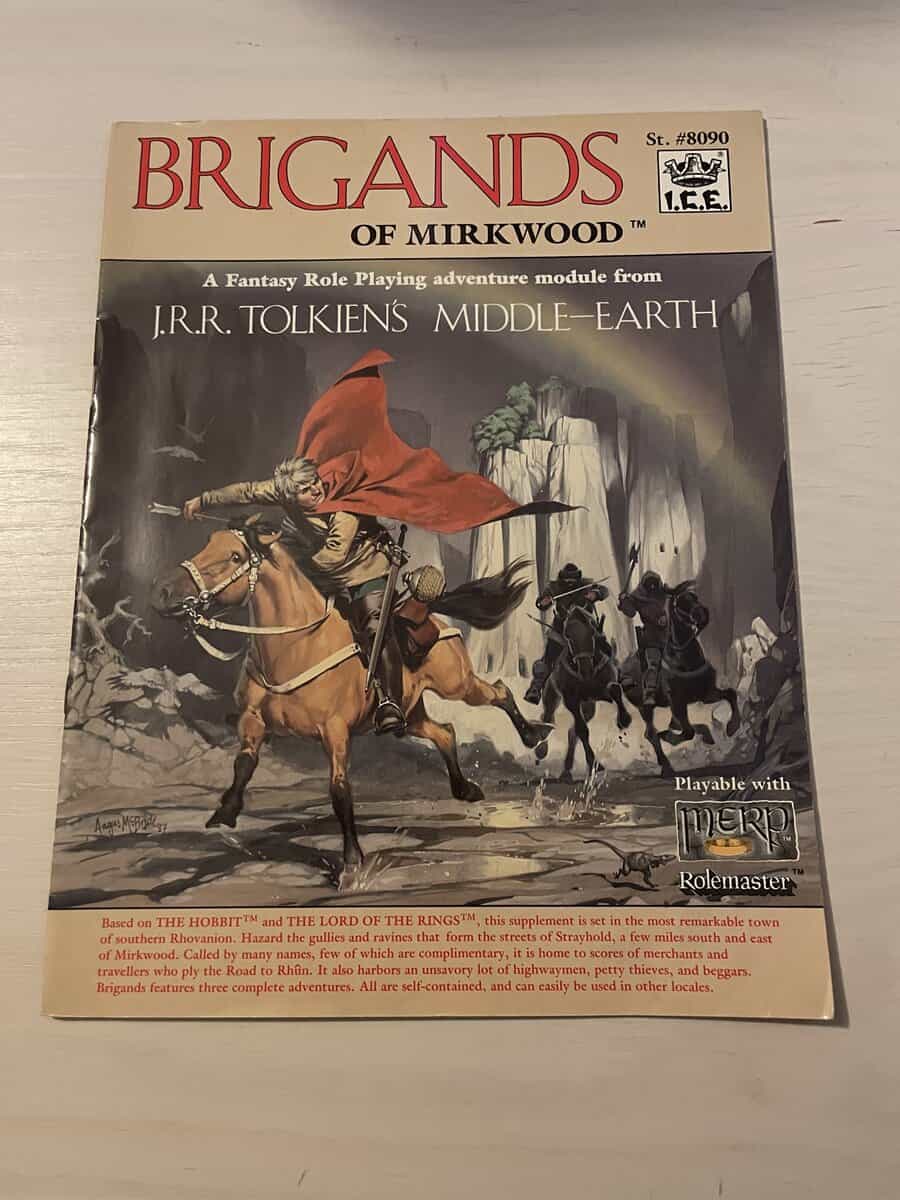 BRIGANDS
St. #8090
I.C.E.
OF MIRKWOOD™
A Fantasy Role Playing adventure module from
J.R.R. TOLKIEN'S MIDDLE-EARTH
Angus McBride '87
Playable with
MERP™
Rolemaster™
Based on THE HOBBIT™ and THE LORD OF THE RINGS™, this supplement is set in the most remarkable town
of southern Rhovanion. Hazard the gullies and ravines that form the streets of Strayhold, a few miles south and east
of Mirkwood. Called by many names, few of which are complimentary, it is home to scores of merchants and
travellers who ply the Road to Rhûn. It also harbors an unsavory lot of highwaymen, petty thieves, and beggars.
Brigands features three complete adventures. All are self-contained, and can easily be used in other locales.